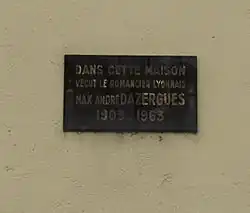 DANS CETTE MAISON
VÉCUT LE ROMANCIER LYONNAIS
MAX ANDRÉ DAZERGUES
1903 1963